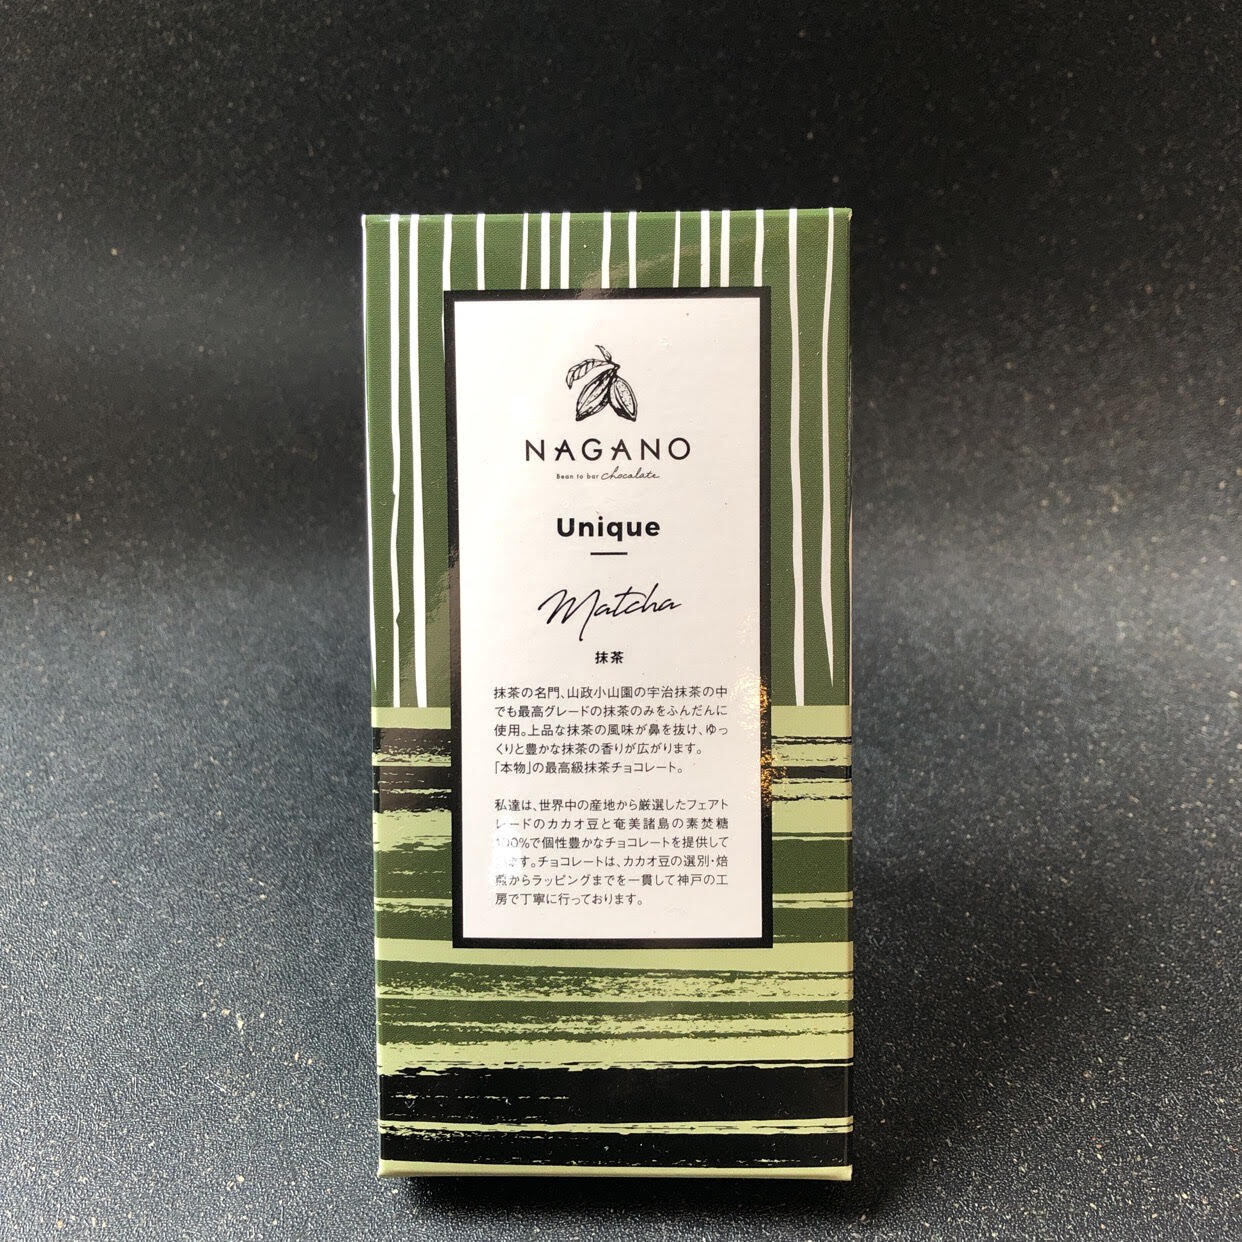 NAGANO
Bean to bar chocolate
Unique
Matcha
抹茶
抹茶の名門、山政小山園の宇治抹茶の中
でも最高グレードの抹茶のみをふんだんに
使用。上品な抹茶の風味が鼻を抜け、ゆっ
くりと豊かな抹茶の香りが広がります。
「本物」の最高級抹茶チョコレート。
私達は、世界中の産地から厳選したフェアト
レードのカカオ豆と奄美諸島の素焚糖
100%で個性豊かなチョコレートを提供して
います。チョコレートは、カカオ豆の選別・焙
煎からラッピングまでを一貫して神戸の工
房で丁寧に行っております。